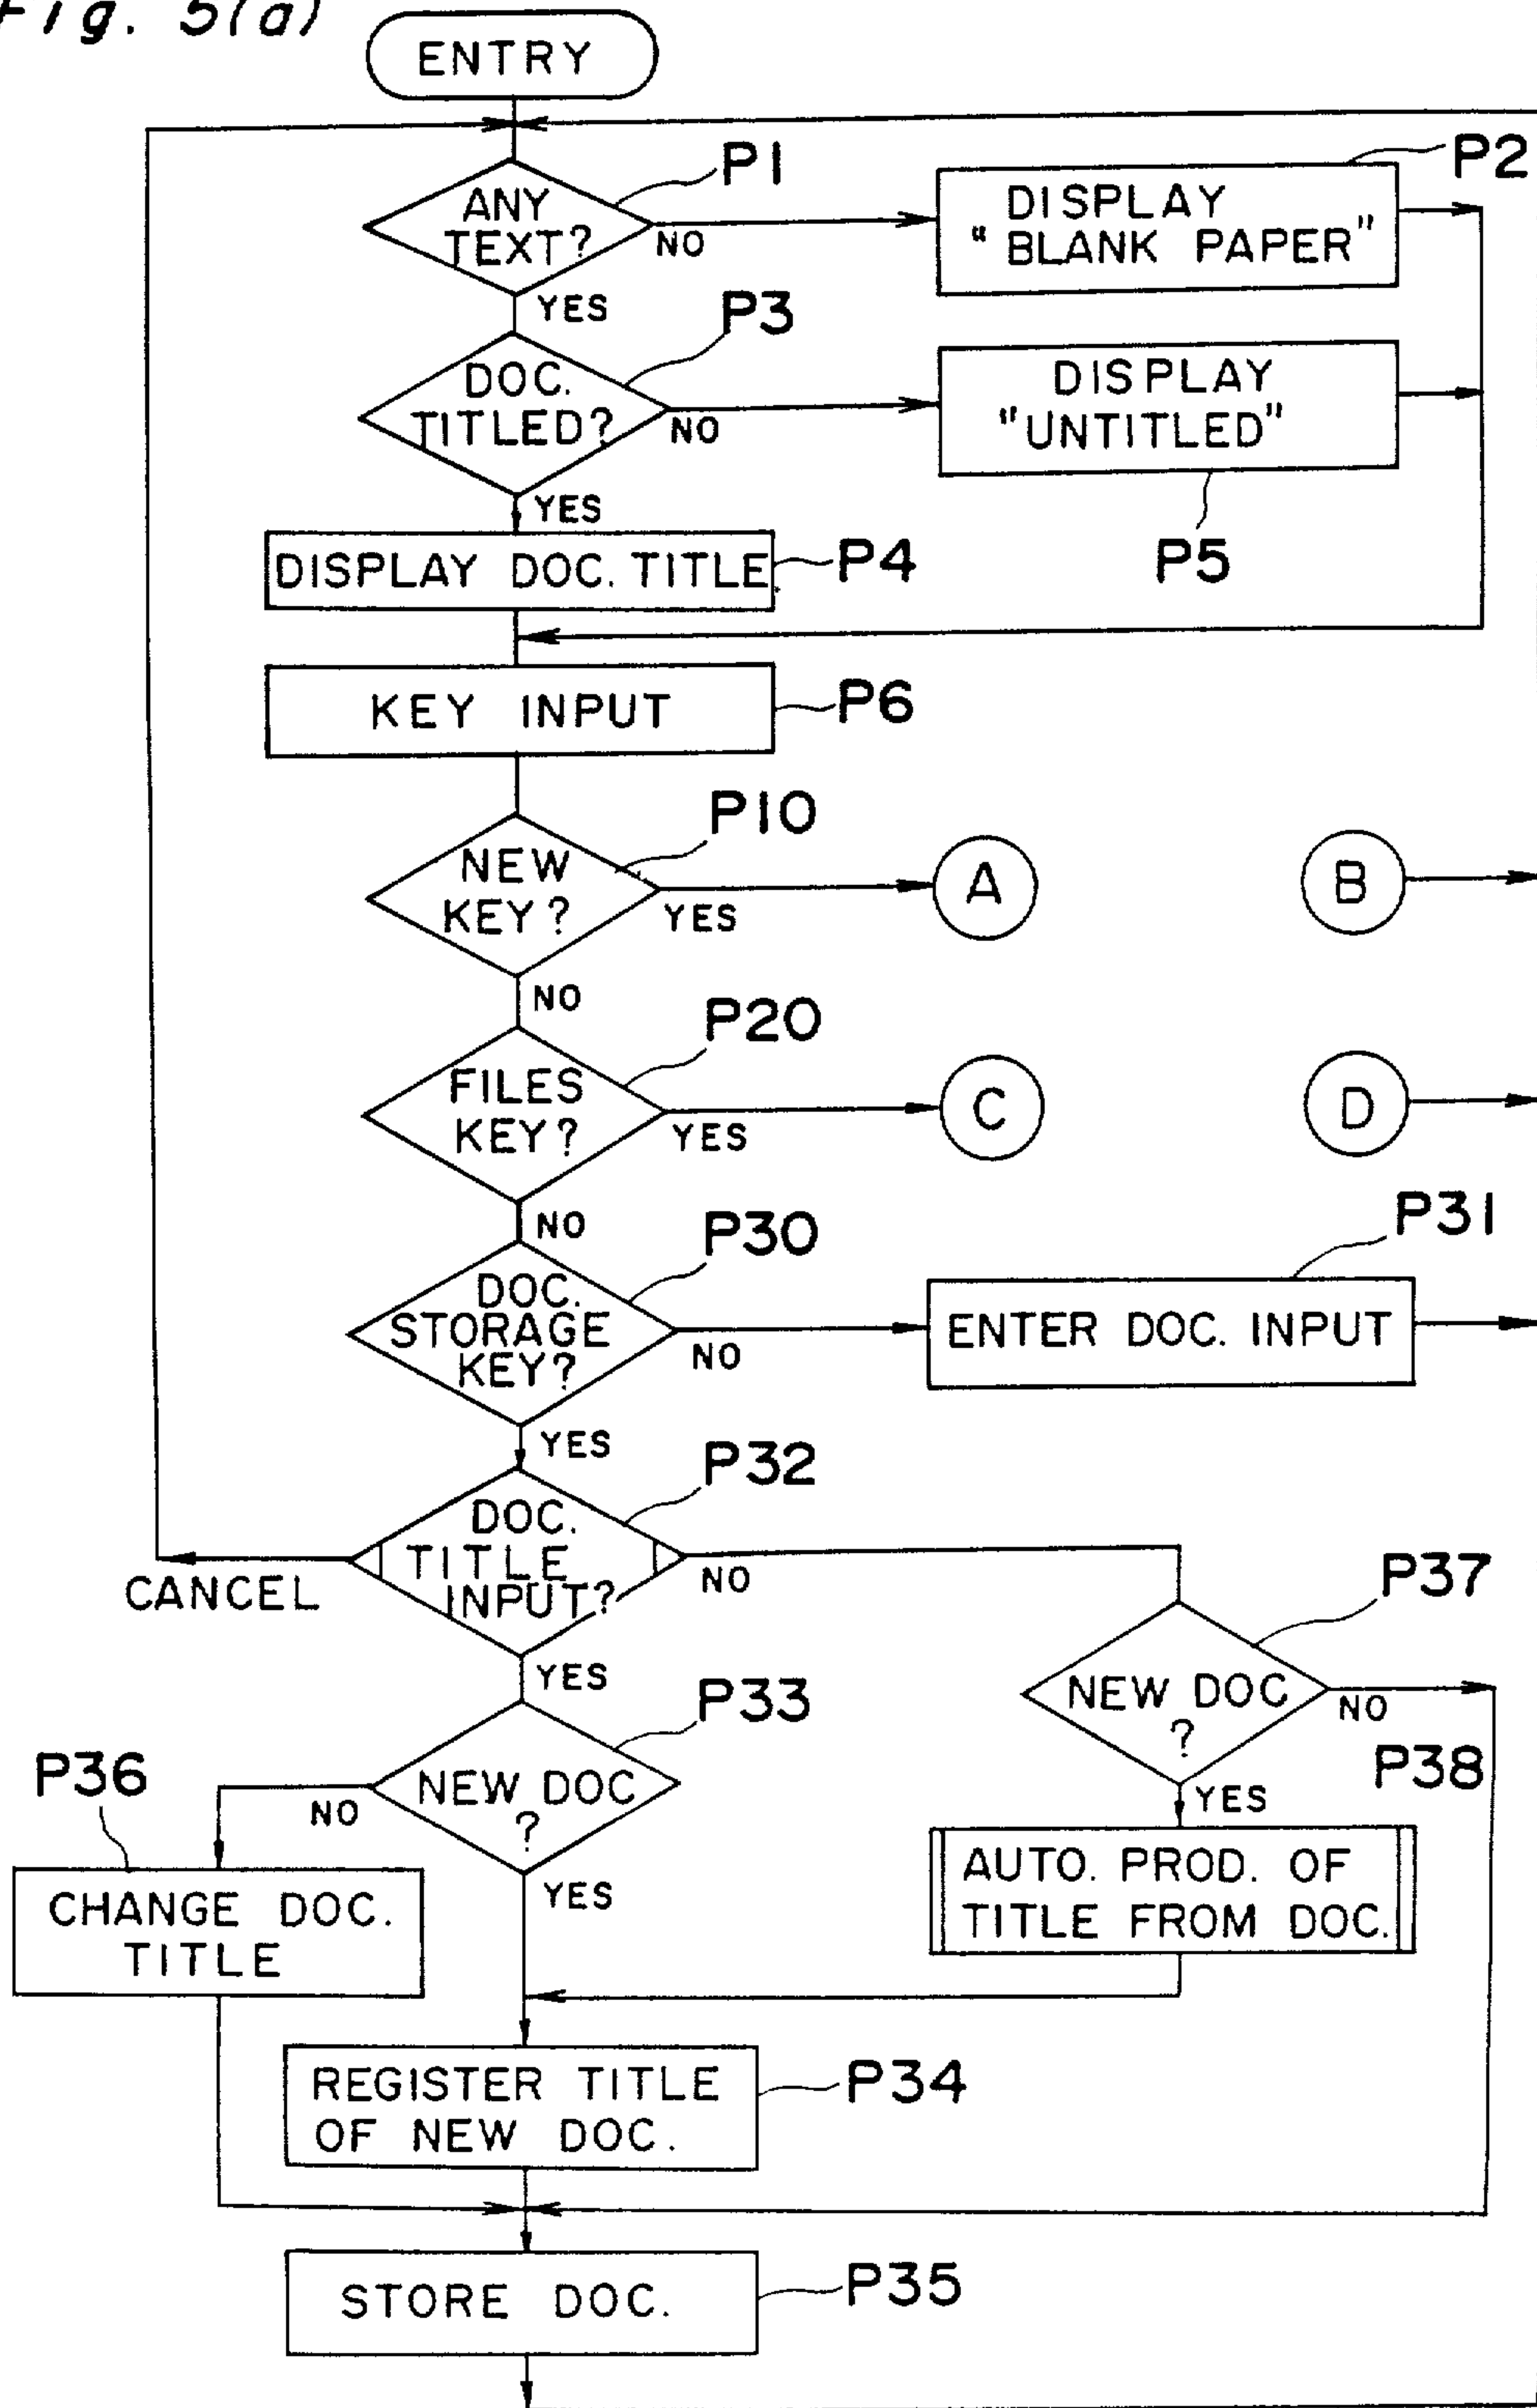 Fig. 5(a)
ENTRY
P1
P2
ANY
TEXT?
NO
DISPLAY
"BLANK PAPER"
YES
P3
DOC.
TITLED?
NO
DISPLAY
"UNTITLED"
YES
P5
DISPLAY DOC. TITLE
P4
KEY INPUT
P6
P10
NEW
KEY?
YES
A
B
NO
P20
FILES
KEY?
YES
C
D
NO
P30
P31
DOC.
STORAGE
KEY?
NO
ENTER DOC. INPUT
YES
P32
DOC.
TITLE
INPUT?
CANCEL
NO
P37
YES
P33
NEW DOC
?
NO
P36
P38
NEW DOC
?
NO
YES
YES
CHANGE DOC.
TITLE
AUTO. PROD. OF
TITLE FROM DOC.
REGISTER TITLE
OF NEW DOC.
P34
STORE DOC.
P35